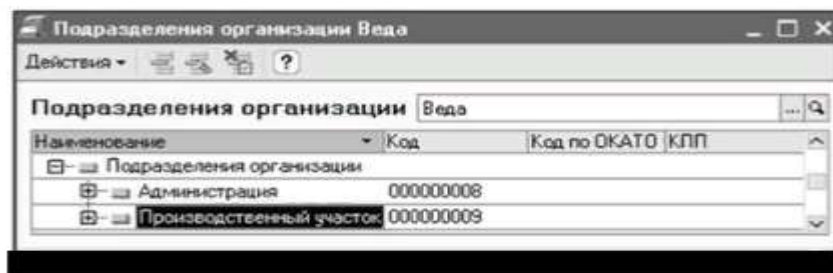 Подразделения организации Веда
Действия ?
Подразделения организации Веда ...
Наименование Код Код по ОКАТО КПП
Подразделения организации
Администрация 000000008
Производственный участок 000000009